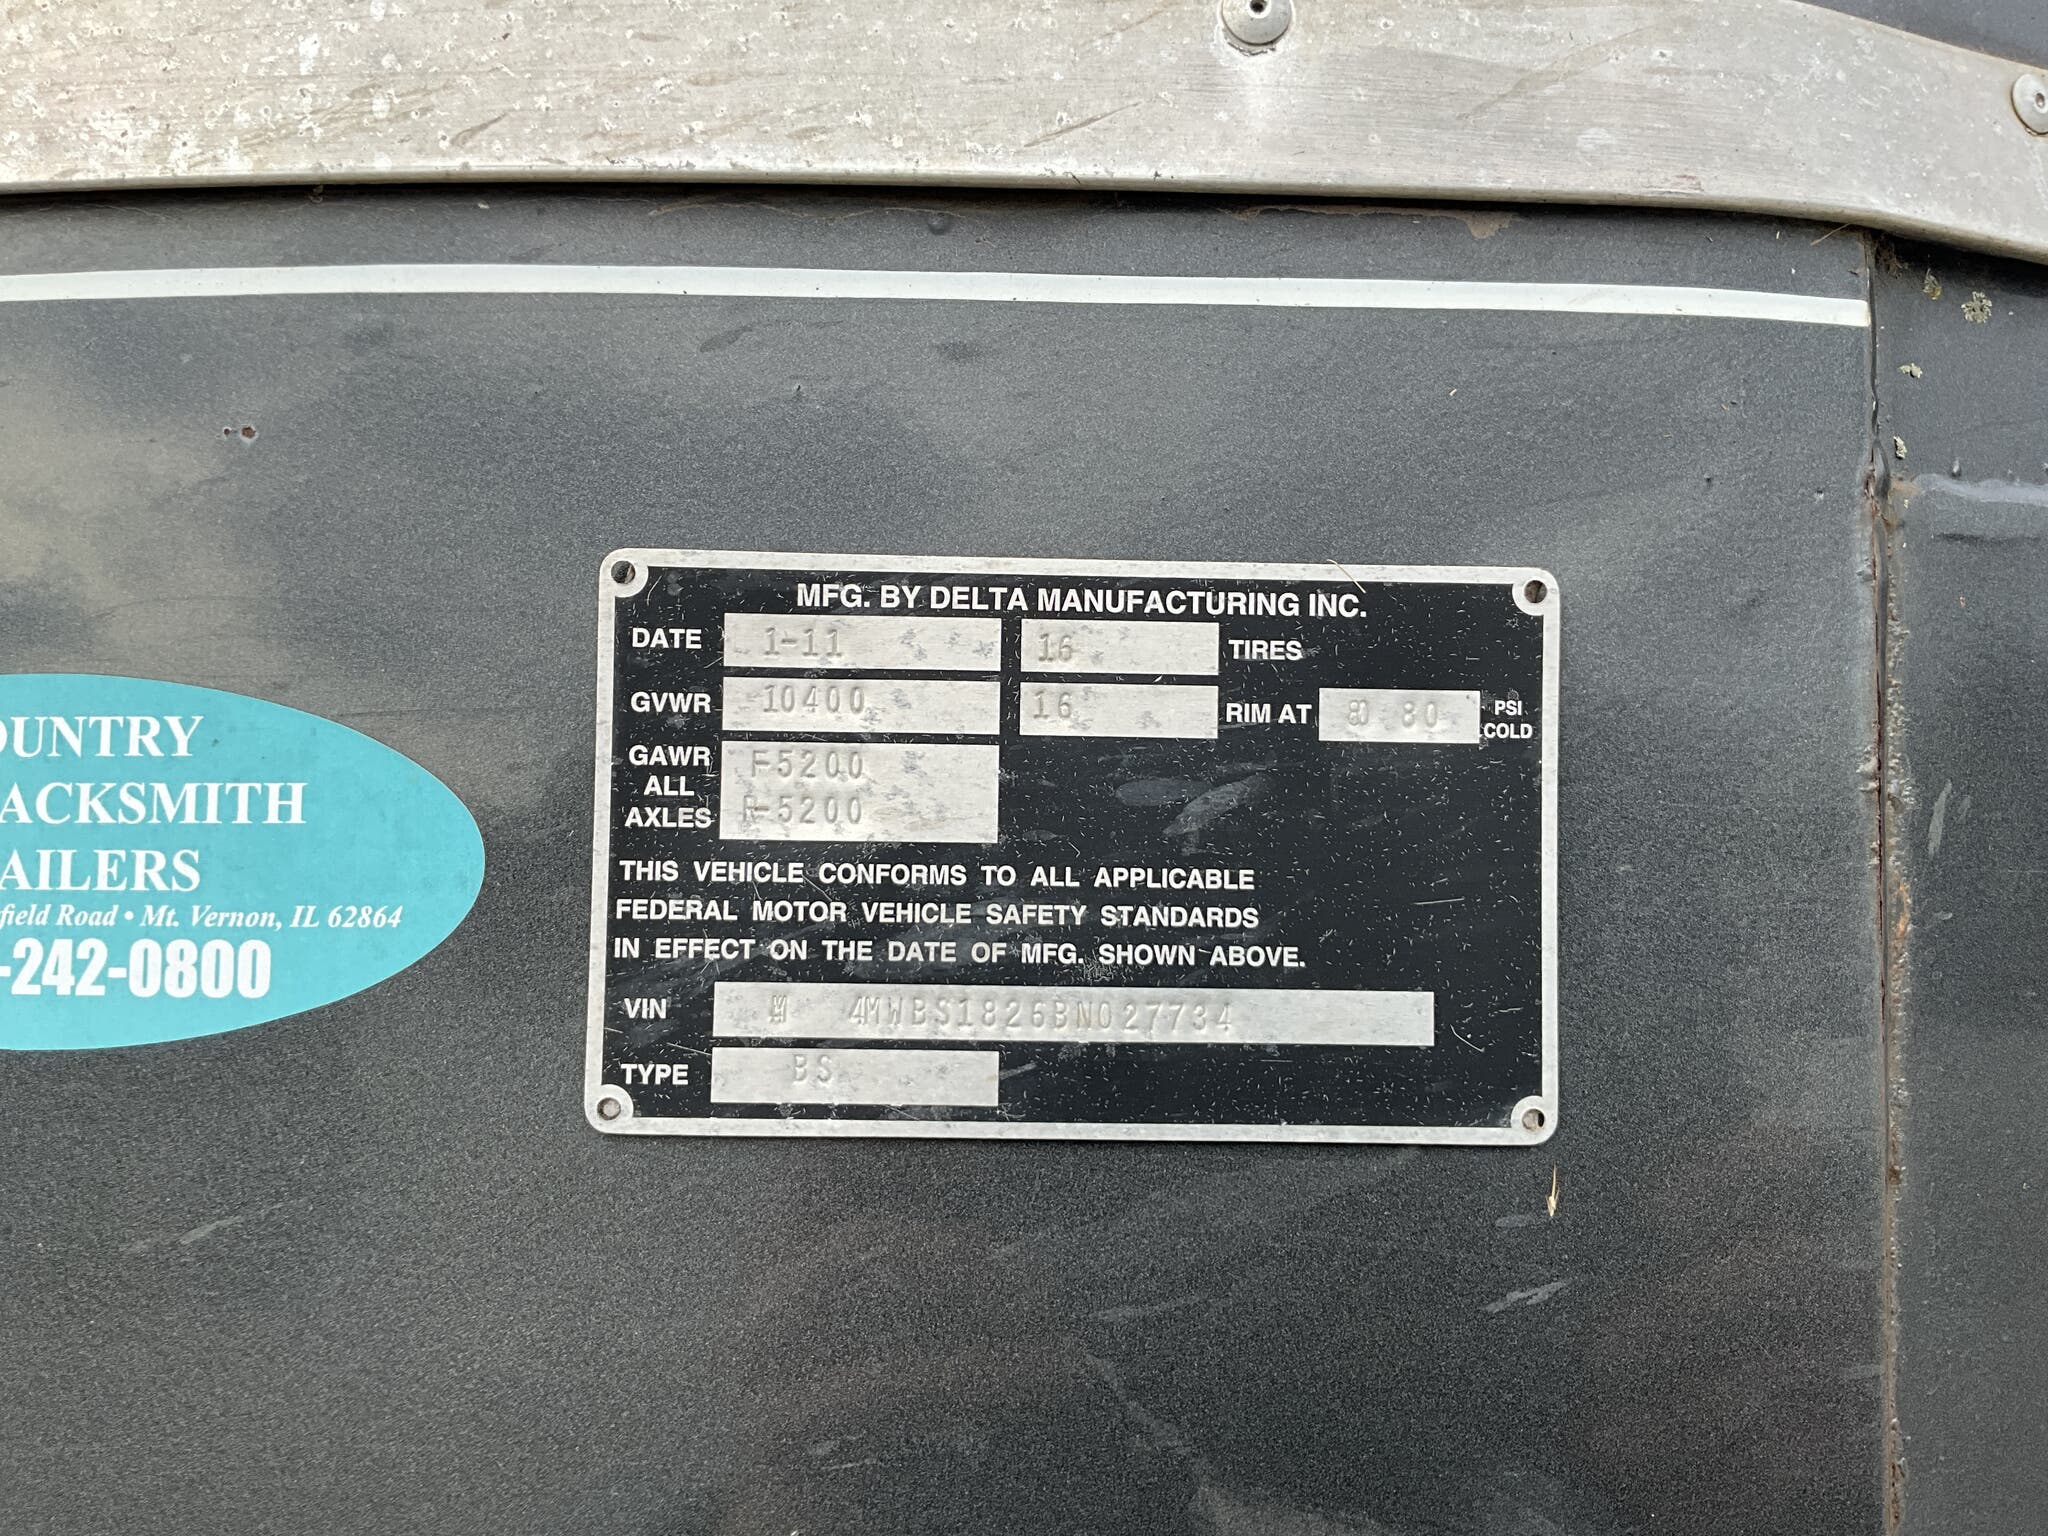 OUNTRY
ACKSMITH
AILERS
field Road • Mt. Vernon, IL 62864
-242-0800
MFG. BY DELTA MANUFACTURING INC.
DATE 1-11 16 TIRES
GVWR 10400 16 RIM AT 80 80 PSI COLD
GAWR ALL AXLES F-5200
R-5200
THIS VEHICLE CONFORMS TO ALL APPLICABLE
FEDERAL MOTOR VEHICLE SAFETY STANDARDS
IN EFFECT ON THE DATE OF MFG. SHOWN ABOVE.
VIN 4MWBS1826BN027734
TYPE BS